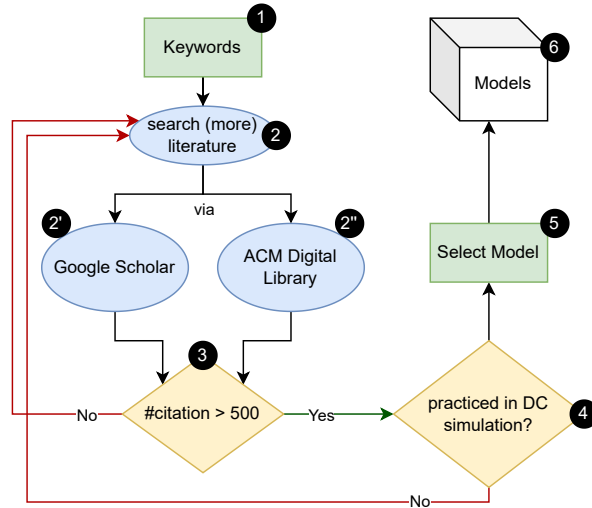 1
Keywords
search (more)
literature
2
via
2'
Google Scholar
2"
ACM Digital
Library
3
#citation > 500
No
Yes
practiced in DC
simulation?
4
No
5
Select Model
6
Models